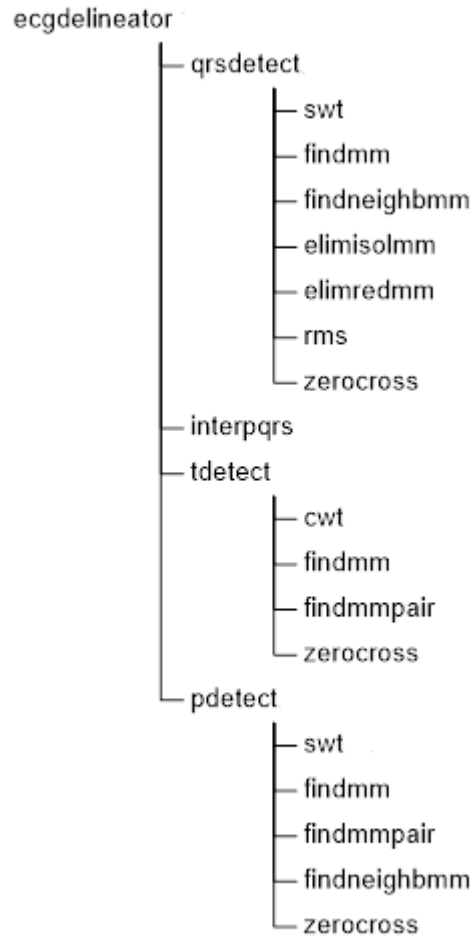 ecgdelineator
qrsdetect
swt
findmm
findneighbmm
elimisolmm
elimredmm
rms
zerocross
interpqrs
tdetect
cwt
findmm
findmmpair
zerocross
pdetect
swt
findmm
findmmpair
findneighbmm
zerocross